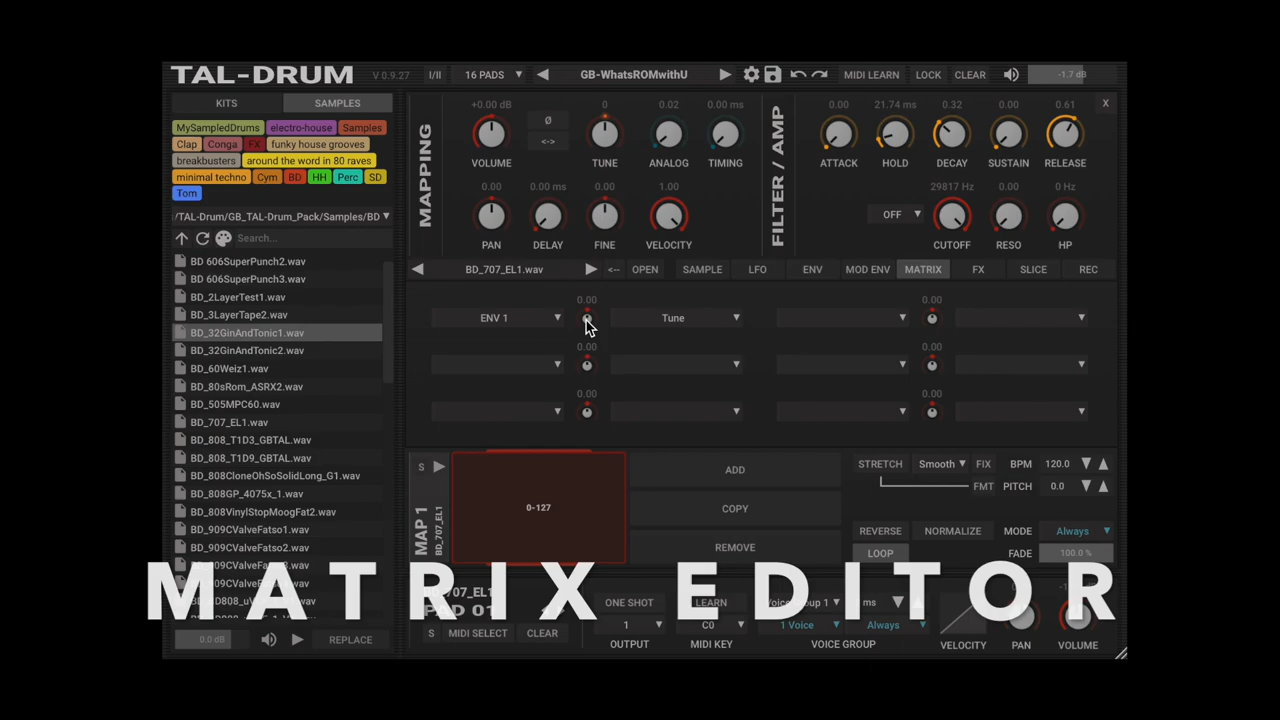 TAL-DRUM V 0.9.27 I/II 16 PADS GB-WhatsROMwithU MIDI LEARN LOCK CLEAR -1.7 dB
KITS SAMPLES
MySampledDrums electro-house Samples
Clap Conga FX funky house grooves
breakbusters around the word in 80 raves
minimal techno Cym BD HH Perc SD
Tom
/TAL-Drum/GB_TAL-Drum_Pack/Samples/BD
Search...
BD 606SuperPunch2.wav
BD 606SuperPunch3.wav
BD_2LayerTest1.wav
BD_3LayerTape2.wav
BD_32GinAndTonic1.wav
BD_32GinAndTonic2.wav
BD_60Weiz1.wav
BD_80sRom_ASRX2.wav
BD_505MPC60.wav
BD_707_EL1.wav
BD_808_T1D3_GBTAL.wav
BD_808_T1D9_GBTAL.wav
BD_808CloneOhSoSolidLong_G1.wav
BD_808GP_4075x_1.wav
BD_808VinylStopMoogFat2.wav
BD_909CValveFatso1.wav
BD_909CValveFatso2.wav
0.0 dB REPLACE
MAPPING
+0.00 dB Ø 0 0.02 0.00 ms
<->
VOLUME TUNE ANALOG TIMING
0.00 0.00 ms 0.00 1.00
PAN DELAY FINE VELOCITY
FILTER / AMP
X
0.00 21.74 ms 0.32 0.00 0.61
ATTACK HOLD DECAY SUSTAIN RELEASE
29817 Hz 0.00 0 Hz
OFF
CUTOFF RESO HP
BD_707_EL1.wav <-- OPEN SAMPLE LFO ENV MOD ENV MATRIX FX SLICE REC
0.00 0.00
ENV 1 Tune
0.00 0.00
0.00 0.00
S
MAP 1
BD_707_EL1
0-127
ADD
COPY
REMOVE
STRETCH Smooth FIX BPM 120.0
FMT PITCH 0.0
REVERSE NORMALIZE MODE Always
LOOP FADE 100.0 %
MATRIX EDITOR
PAD 01
S MIDI SELECT CLEAR
ONE SHOT LEARN
1 C0 1 Voice Always
OUTPUT MIDI KEY VOICE GROUP VELOCITY PAN VOLUME